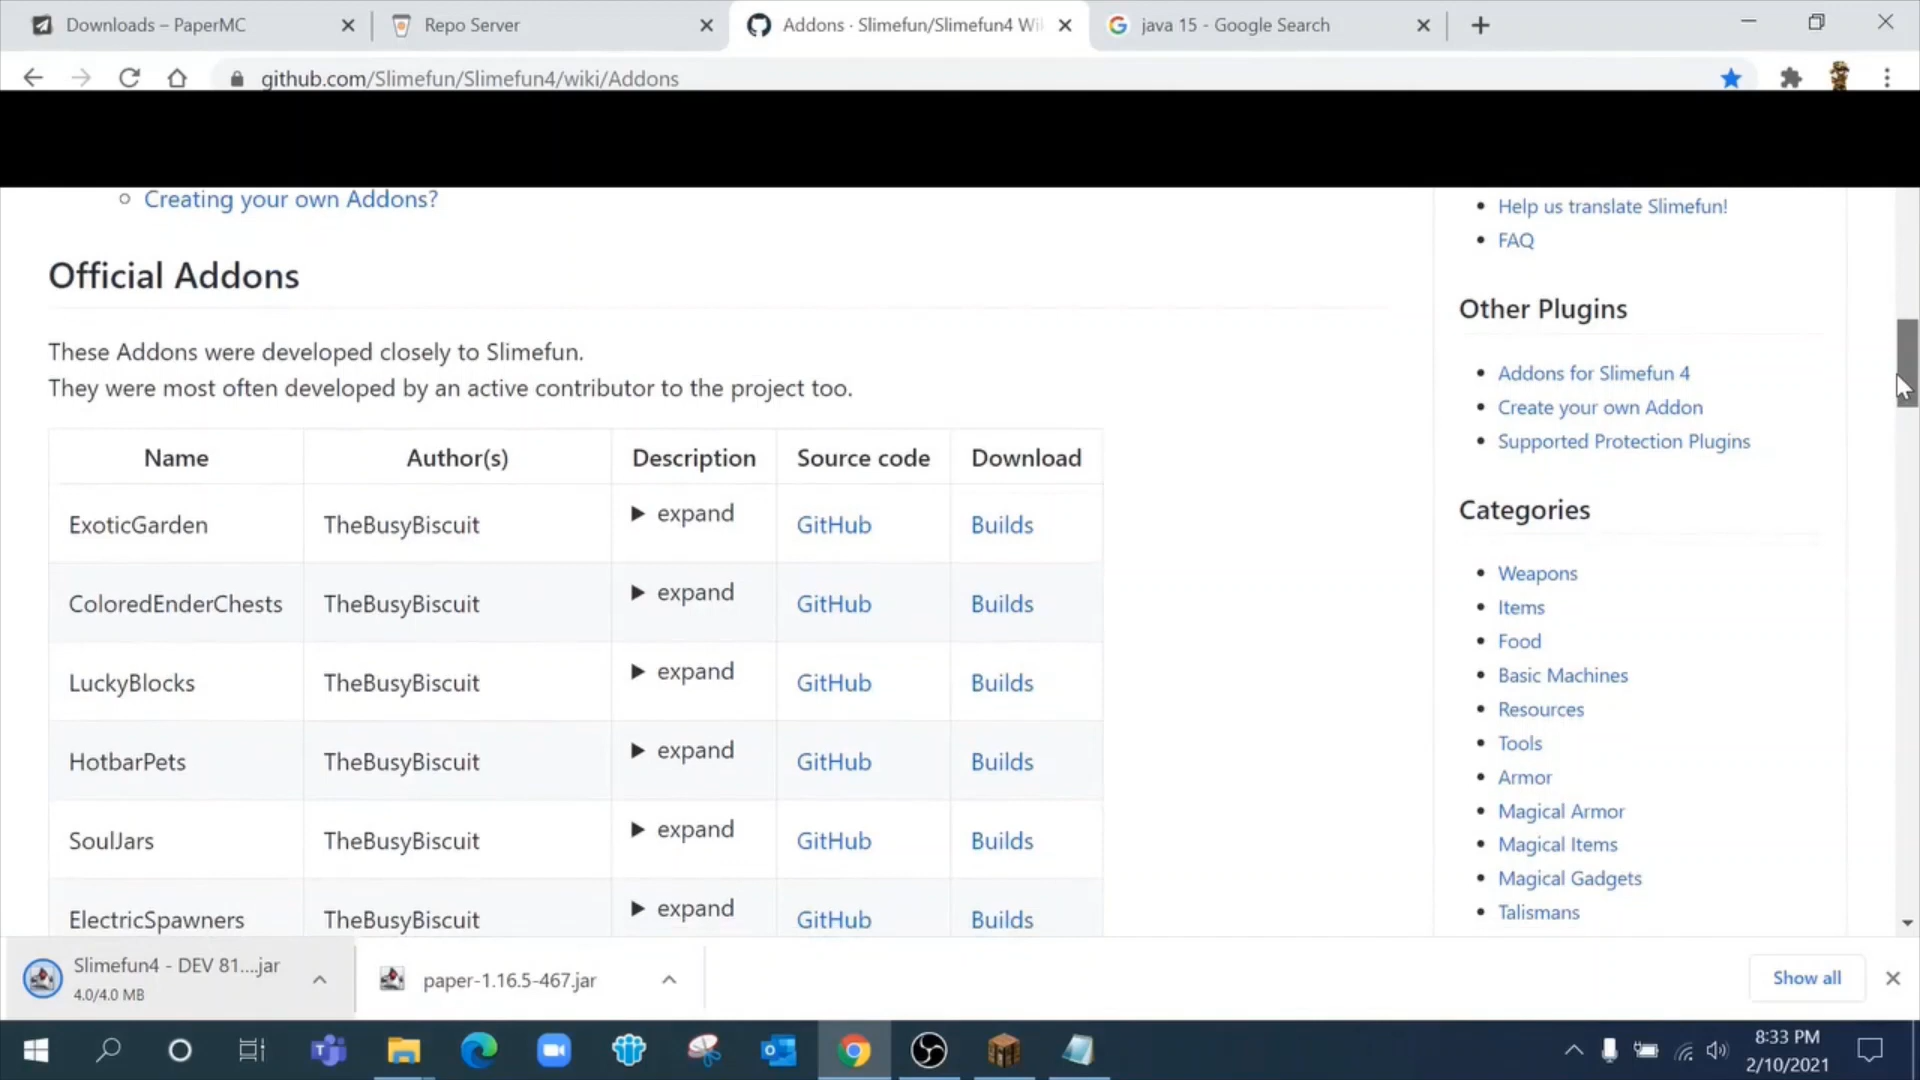 Downloads – PaperMC
Repo Server
Addons · Slimefun/Slimefun4 Wi
java 15 - Google Search
github.com/Slimefun/Slimefun4/wiki/Addons
Creating your own Addons?
Official Addons
These Addons were developed closely to Slimefun.
They were most often developed by an active contributor to the project too.
Name Author(s) Description Source code Download
ExoticGarden TheBusyBiscuit expand GitHub Builds
ColoredEnderChests TheBusyBiscuit expand GitHub Builds
LuckyBlocks TheBusyBiscuit expand GitHub Builds
HotbarPets TheBusyBiscuit expand GitHub Builds
SoulJars TheBusyBiscuit expand GitHub Builds
ElectricSpawners TheBusyBiscuit expand GitHub Builds
Help us translate Slimefun!
FAQ
Other Plugins
Addons for Slimefun 4
Create your own Addon
Supported Protection Plugins
Categories
Weapons
Items
Food
Basic Machines
Resources
Tools
Armor
Magical Armor
Magical Items
Magical Gadgets
Talismans
Slimefun4 - DEV 81....jar
4.0/4.0 MB
paper-1.16.5-467.jar
Show all
8:33 PM
2/10/2021